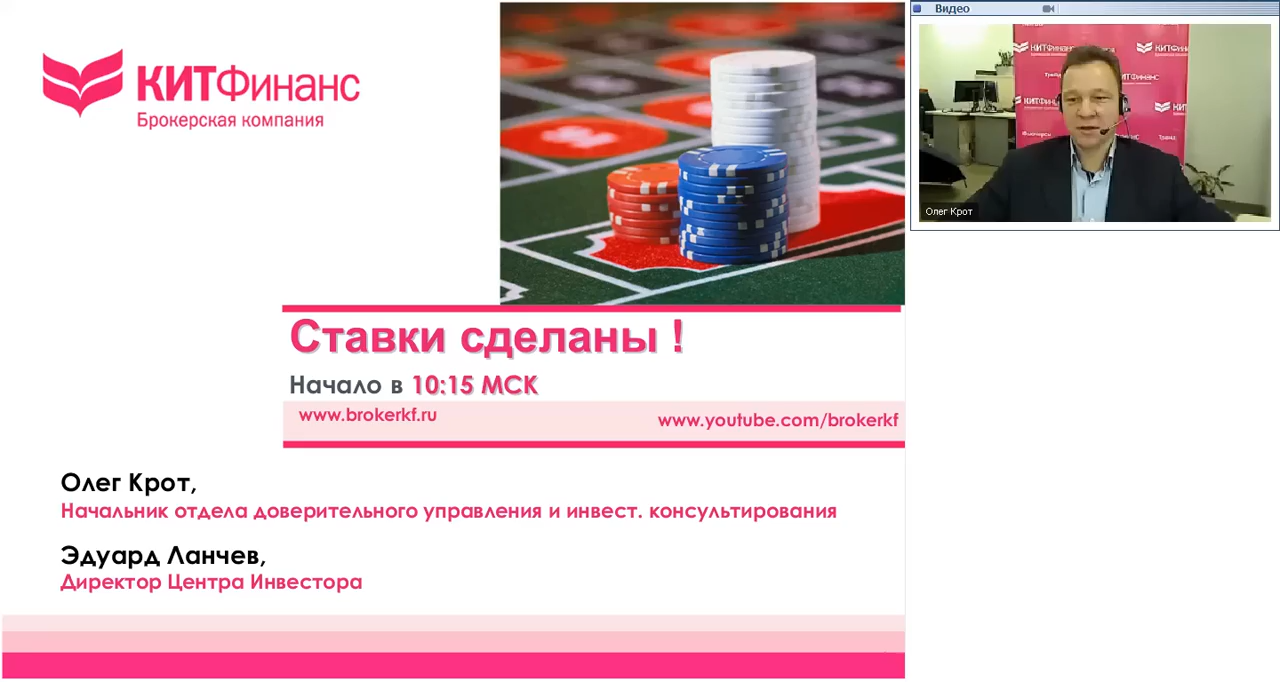 КИТФинанс
Брокерская компания
Ставки сделаны !
Начало в 10:15 МСК
www.brokerkf.ru
www.youtube.com/brokerkf
Олег Крот,
Начальник отдела доверительного управления и инвест. консультирования
Эдуард Ланчев,
Директор Центра Инвестора
Видео
Олег Крот